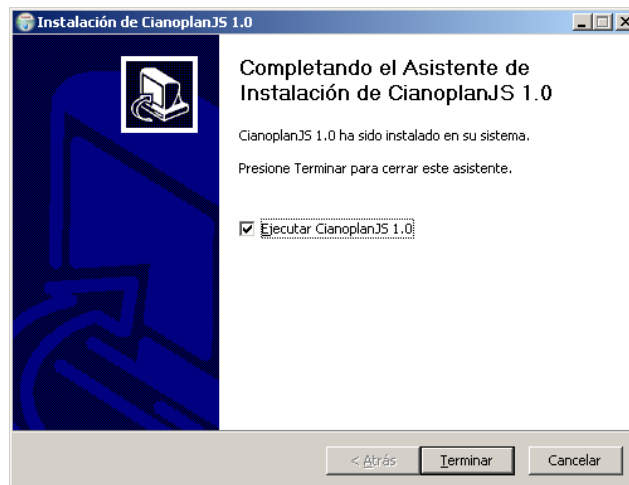 Instalación de CianoplanJS 1.0
Completando el Asistente de
Instalación de CianoplanJS 1.0
CianoplanJS 1.0 ha sido instalado en su sistema.
Presione Terminar para cerrar este asistente.
Ejecutar CianoplanJS 1.0
< Atrás Terminar Cancelar